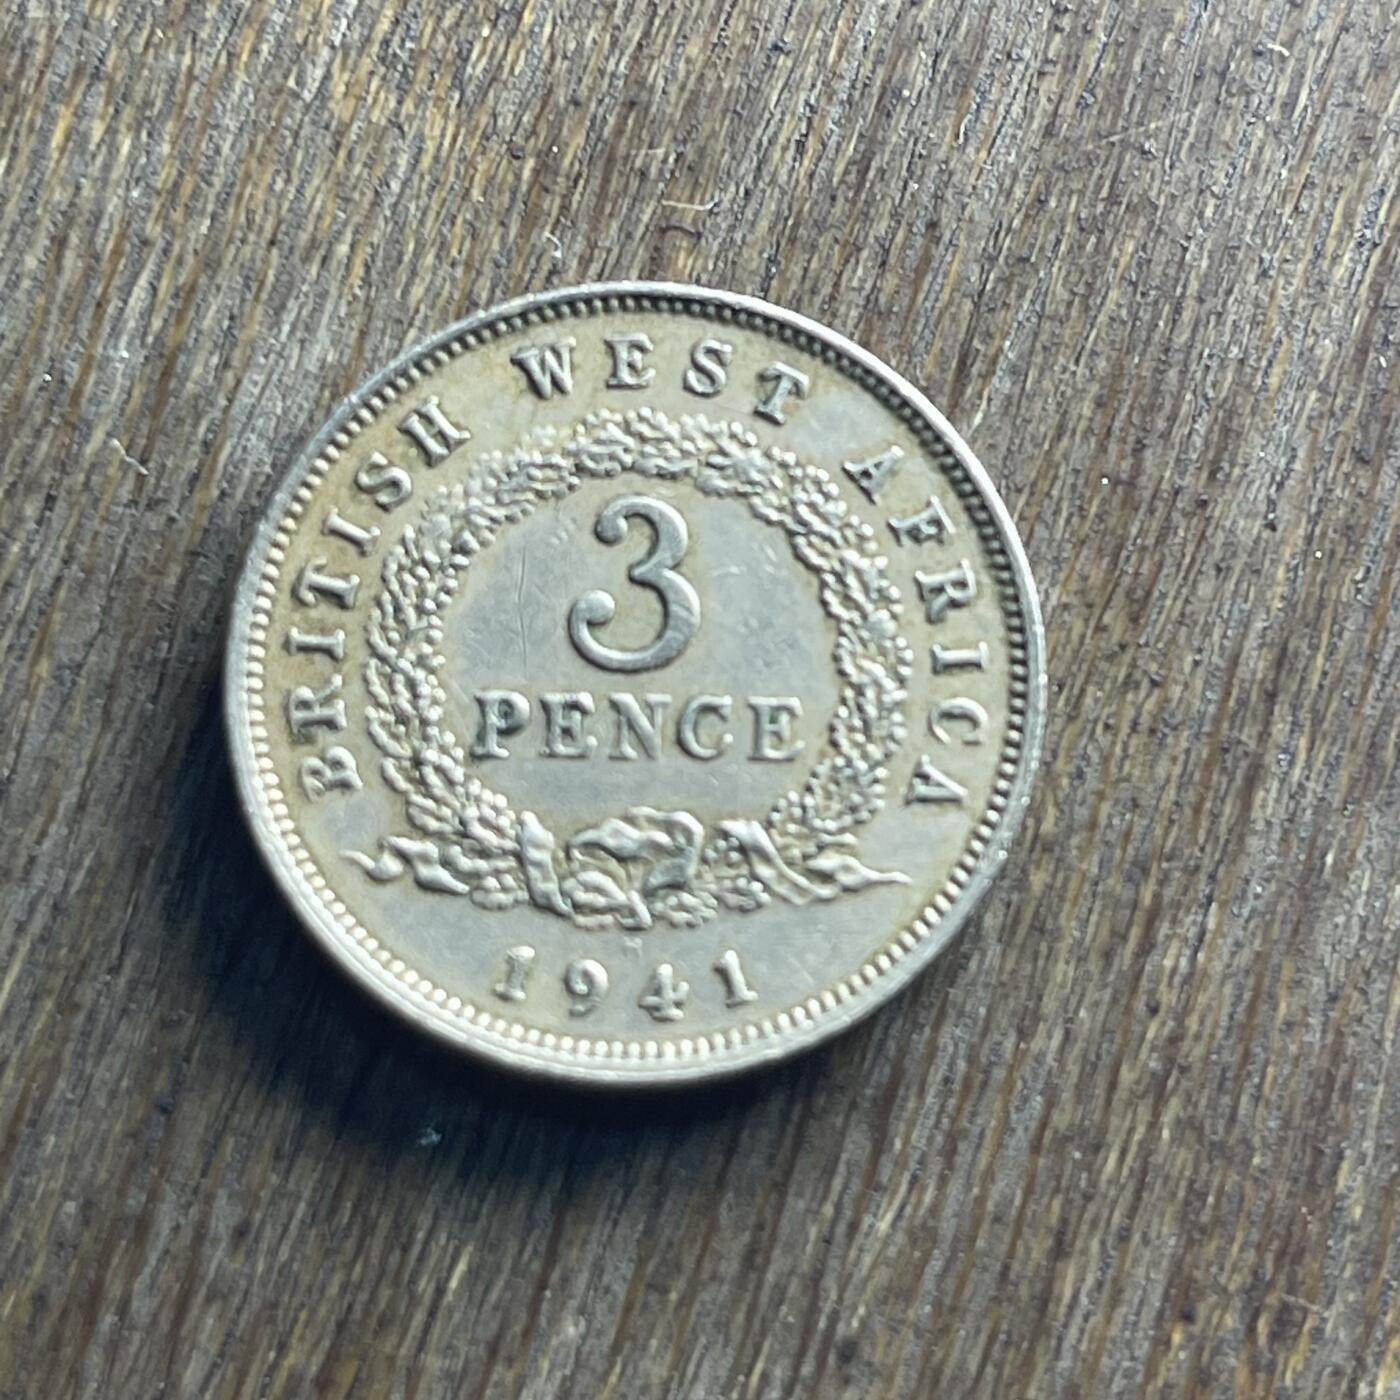 BRITISH WEST AFRICA
3
PENCE
1941